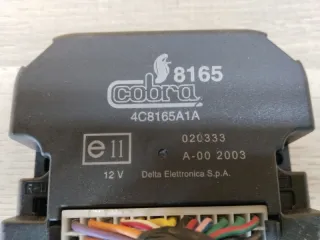 8165
cobra
4C8165A1A
e11
020333
A-00 2003
12 V
Delta Elettronica S.p.A.